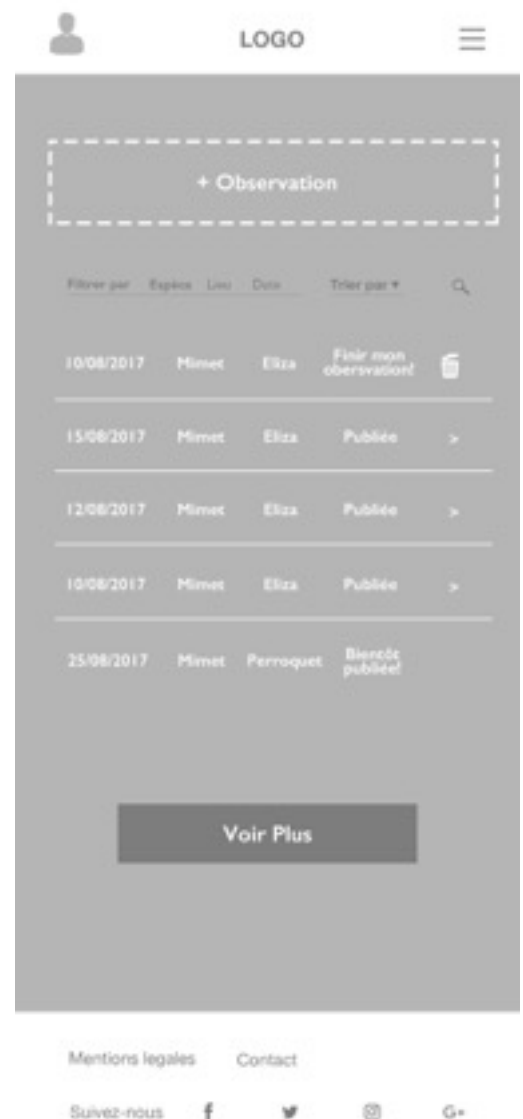 LOGO
+ Observation
Filtrer par Espèce Lieu Date Trier par ▾
10/08/2017 Mimet Eliza Finir mon
obersvation!
15/08/2017 Mimet Eliza Publiée >
12/08/2017 Mimet Eliza Publiée >
10/08/2017 Mimet Eliza Publiée >
25/08/2017 Mimet Perroquet Bientôt
publiée!
Voir Plus
Mentions legales Contact
Suivez-nous f G+